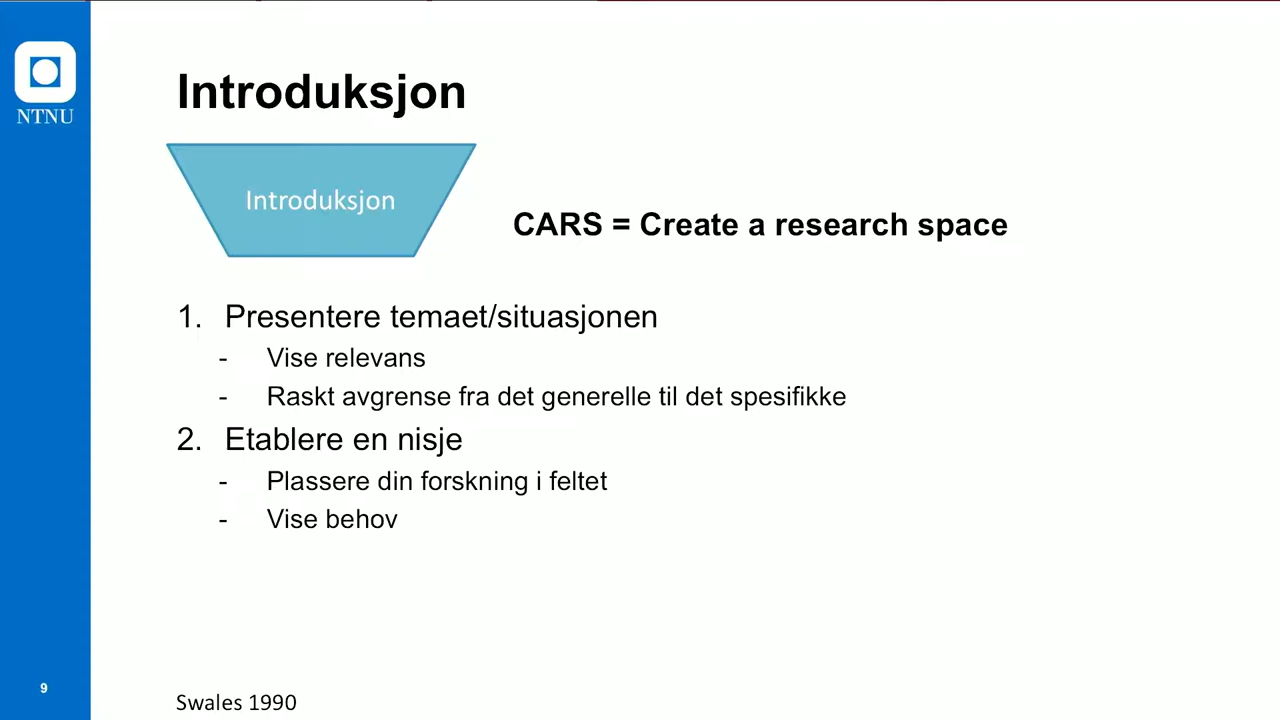 NTNU
Introduksjon
Introduksjon
CARS = Create a research space
1. Presentere temaet/situasjonen
- Vise relevans
- Raskt avgrense fra det generelle til det spesifikke
2. Etablere en nisje
- Plassere din forskning i feltet
- Vise behov
9
Swales 1990